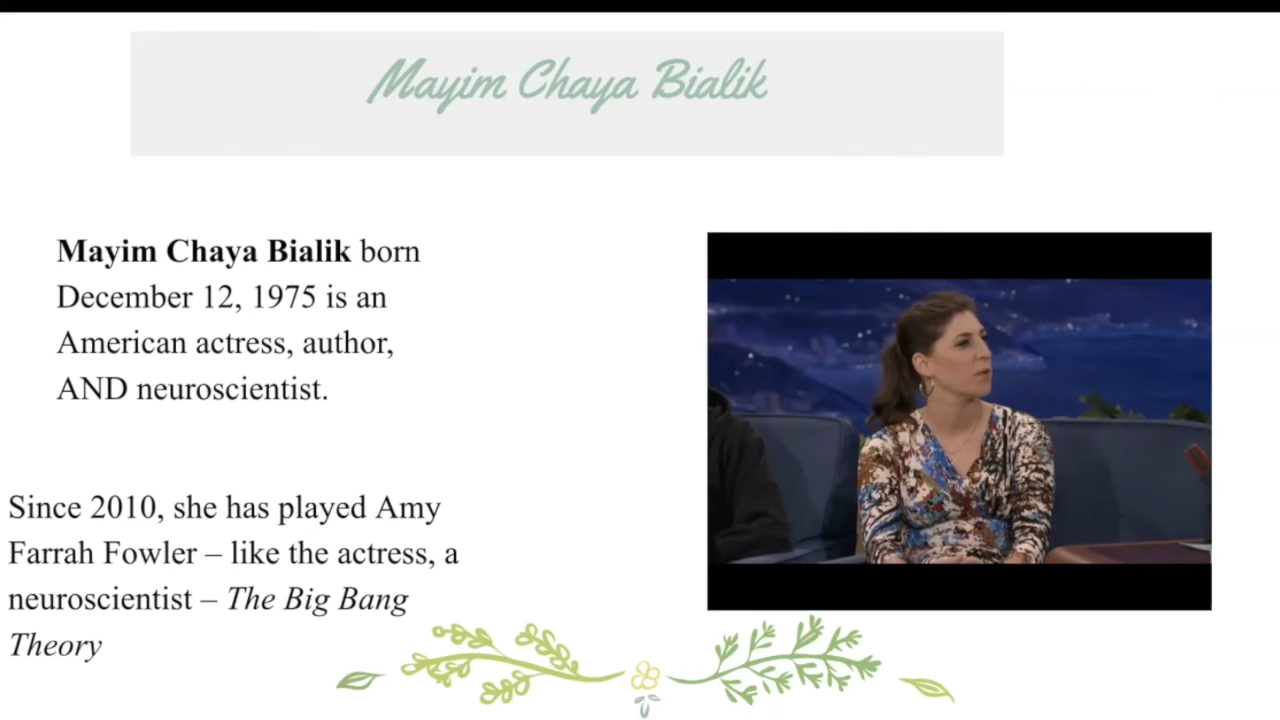 Mayim Chaya Bialik
Mayim Chaya Bialik born
December 12, 1975 is an
American actress, author,
AND neuroscientist.
Since 2010, she has played Amy
Farrah Fowler – like the actress, a
neuroscientist – The Big Bang
Theory